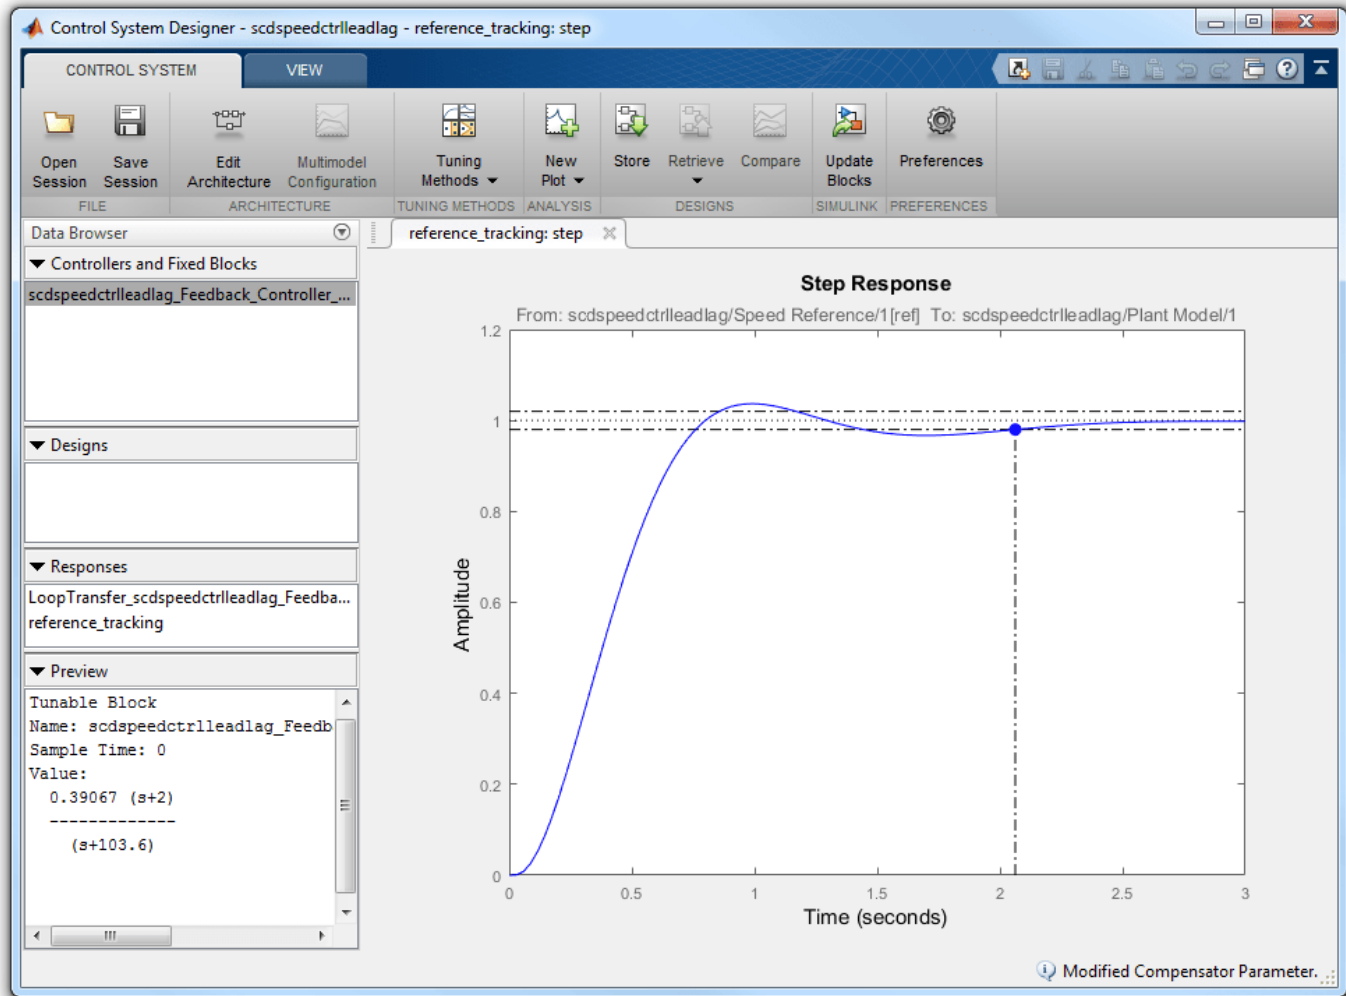 Control System Designer - scdspeedctrlleadlag - reference_tracking: step
CONTROL SYSTEM
VIEW
Open Session
Save Session
Edit Architecture
Multimodel Configuration
Tuning Methods
New Plot
Store
Retrieve
Compare
Update Blocks
Preferences
FILE
ARCHITECTURE
TUNING METHODS
ANALYSIS
DESIGNS
SIMULINK
PREFERENCES
Data Browser
Controllers and Fixed Blocks
scdspeedctrlleadlag_Feedback_Controller_...
Designs
Responses
LoopTransfer_scdspeedctrlleadlag_Feedba...
reference_tracking
Preview
Tunable Block
Name: scdspeedctrlleadlag_Feedb
Sample Time: 0
Value:
0.39067 (s+2)
-------------
(s+103.6)
reference_tracking: step
Step Response
From: scdspeedctrlleadlag/Speed Reference/1[ref] To: scdspeedctrlleadlag/Plant Model/1
1.2
1
0.8
0.6
0.4
0.2
0
Amplitude
0 0.5 1 1.5 2 2.5 3
Time (seconds)
Modified Compensator Parameter.